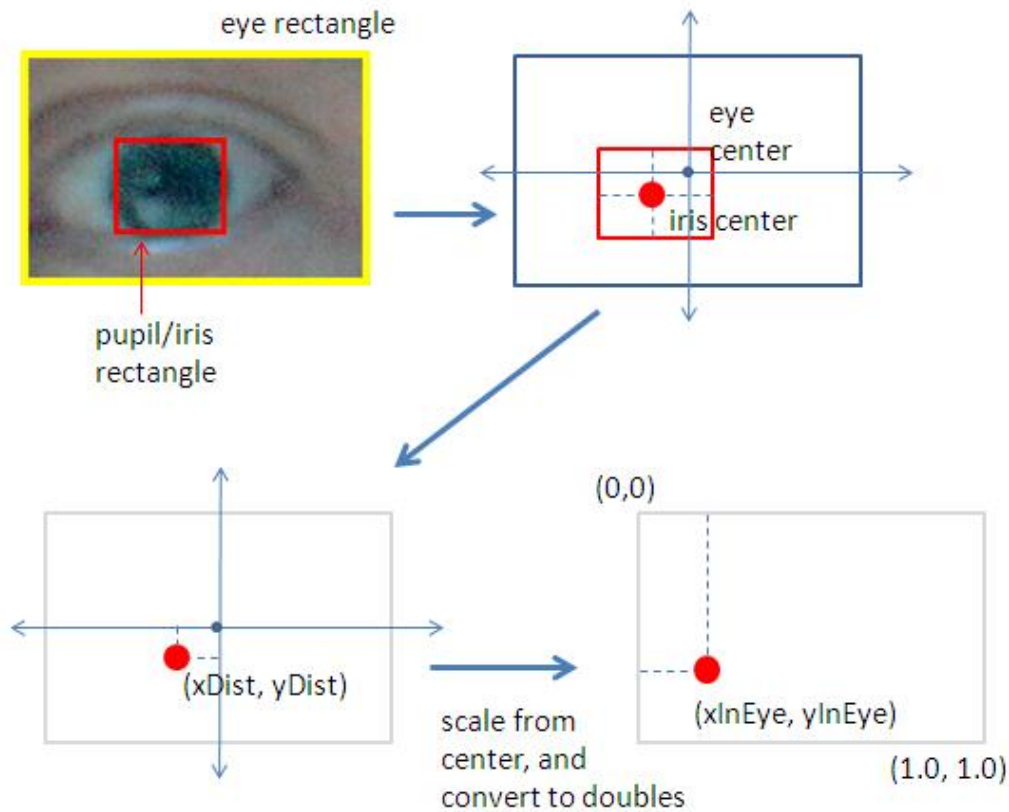 eye rectangle
eye
center
iris center
pupil/iris
rectangle
(0,0)
(xDist, yDist)
(xInEye, yInEye)
scale from
center, and
convert to doubles
(1.0, 1.0)